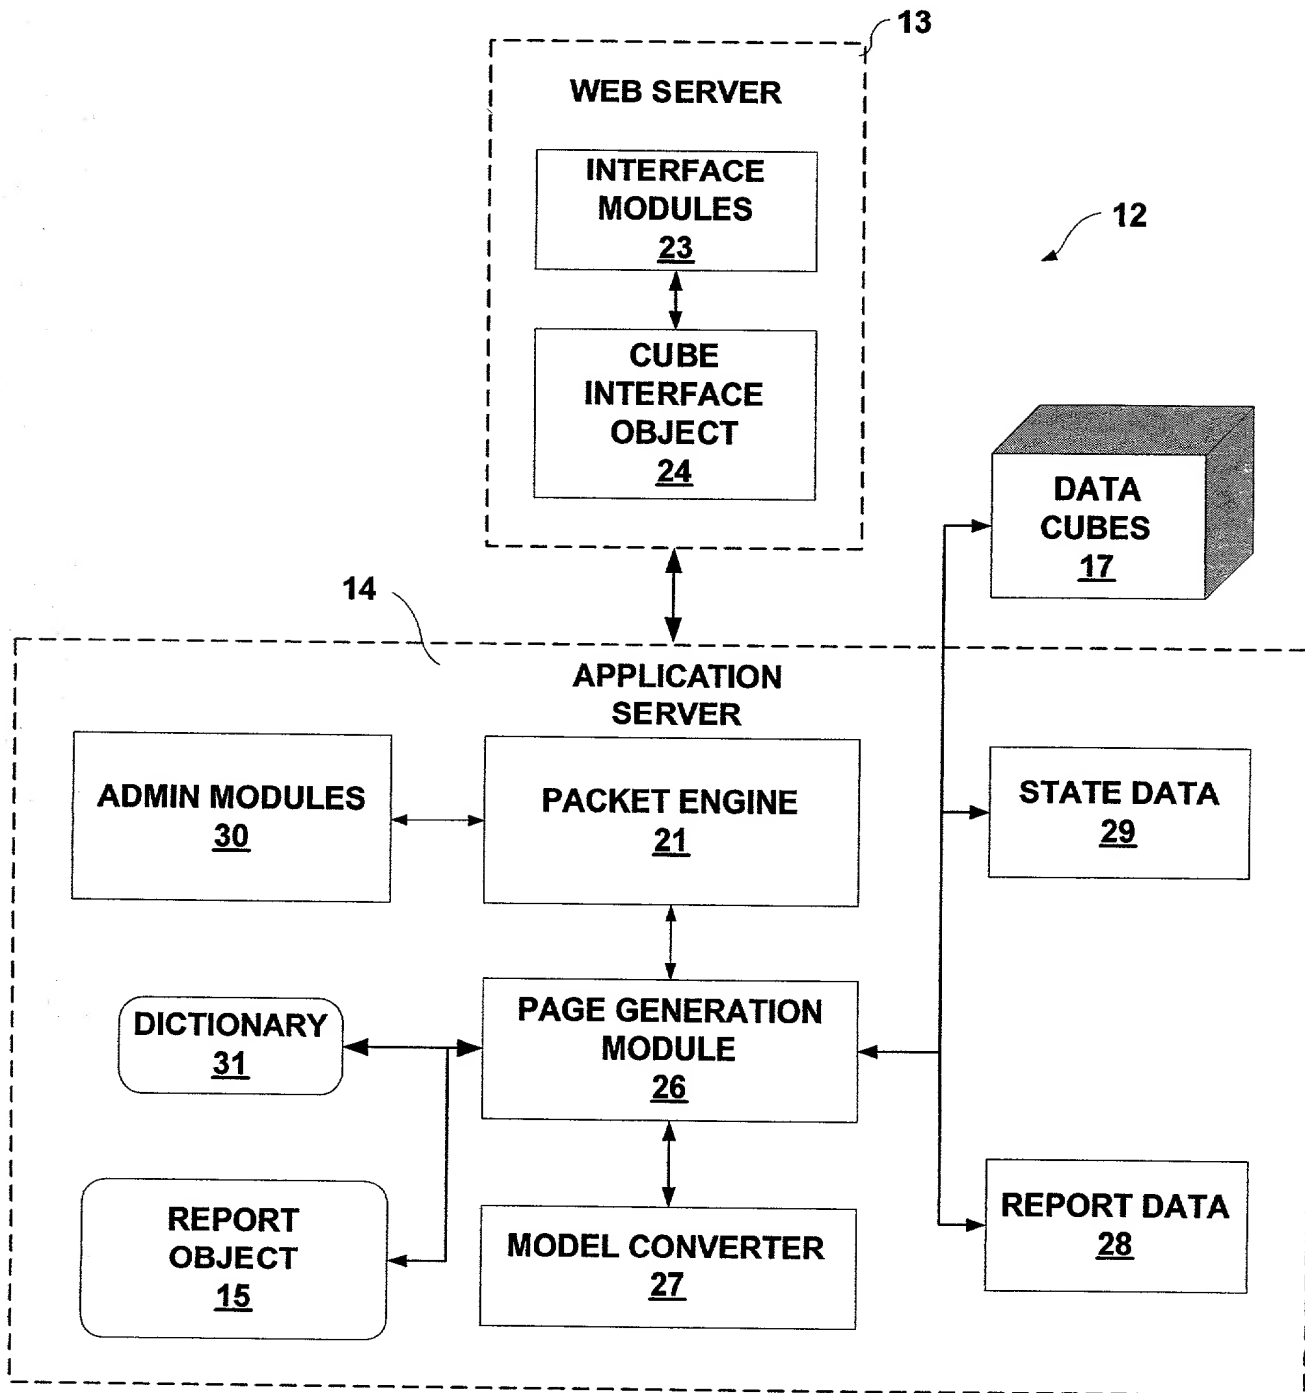 13
WEB SERVER
INTERFACE
MODULES
23
12
CUBE
INTERFACE
OBJECT
24
DATA
CUBES
17
14
APPLICATION
SERVER
ADMIN MODULES
30
PACKET ENGINE
21
STATE DATA
29
DICTIONARY
31
PAGE GENERATION
MODULE
26
REPORT
OBJECT
15
MODEL CONVERTER
27
REPORT DATA
28